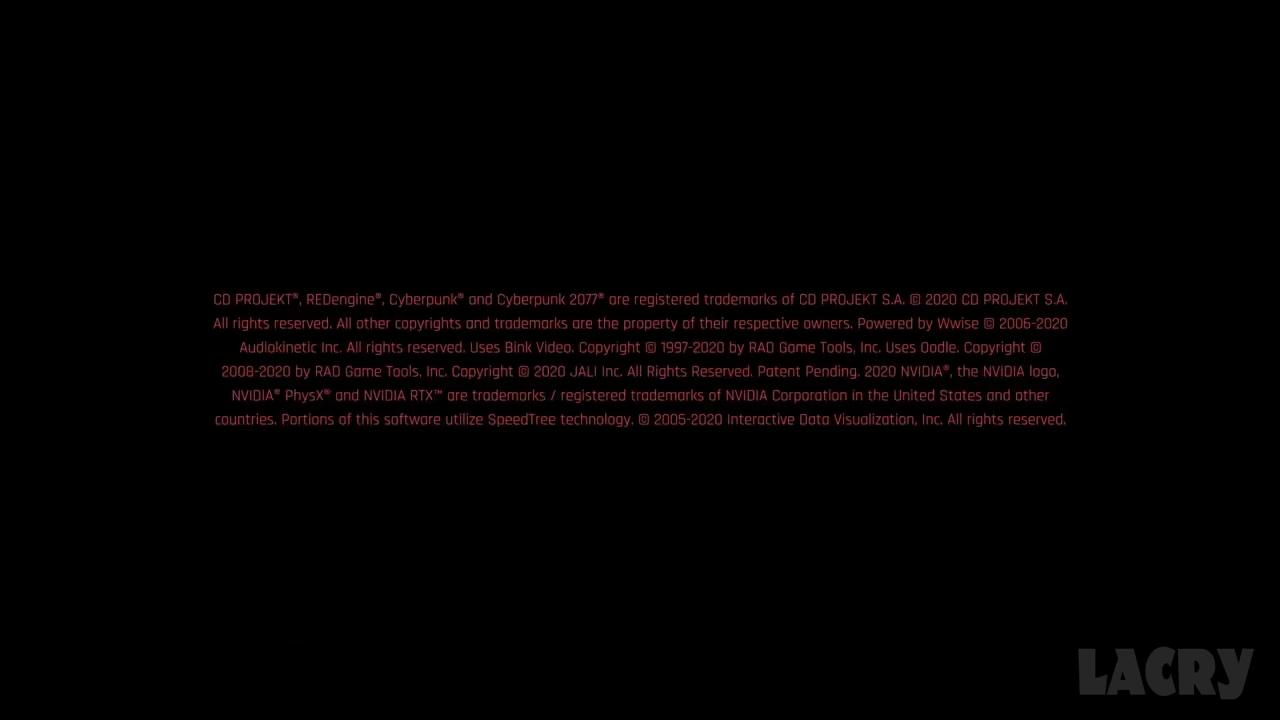 CD PROJEKT®, REDengine®, Cyberpunk® and Cyberpunk 2077® are registered trademarks of CD PROJEKT S.A. © 2020 CD PROJEKT S.A.
All rights reserved. All other copyrights and trademarks are the property of their respective owners. Powered by Wwise © 2006-2020
Audiokinetic Inc. All rights reserved. Uses Bink Video. Copyright © 1997-2020 by RAD Game Tools, Inc. Uses Oodle. Copyright ©
2008-2020 by RAD Game Tools, Inc. Copyright © 2020 JALI Inc. All Rights Reserved. Patent Pending. 2020 NVIDIA®, the NVIDIA logo,
NVIDIA® PhysX® and NVIDIA RTX™ are trademarks / registered trademarks of NVIDIA Corporation in the United States and other
countries. Portions of this software utilize SpeedTree technology. © 2005-2020 Interactive Data Visualization, Inc. All rights reserved.
LACRY